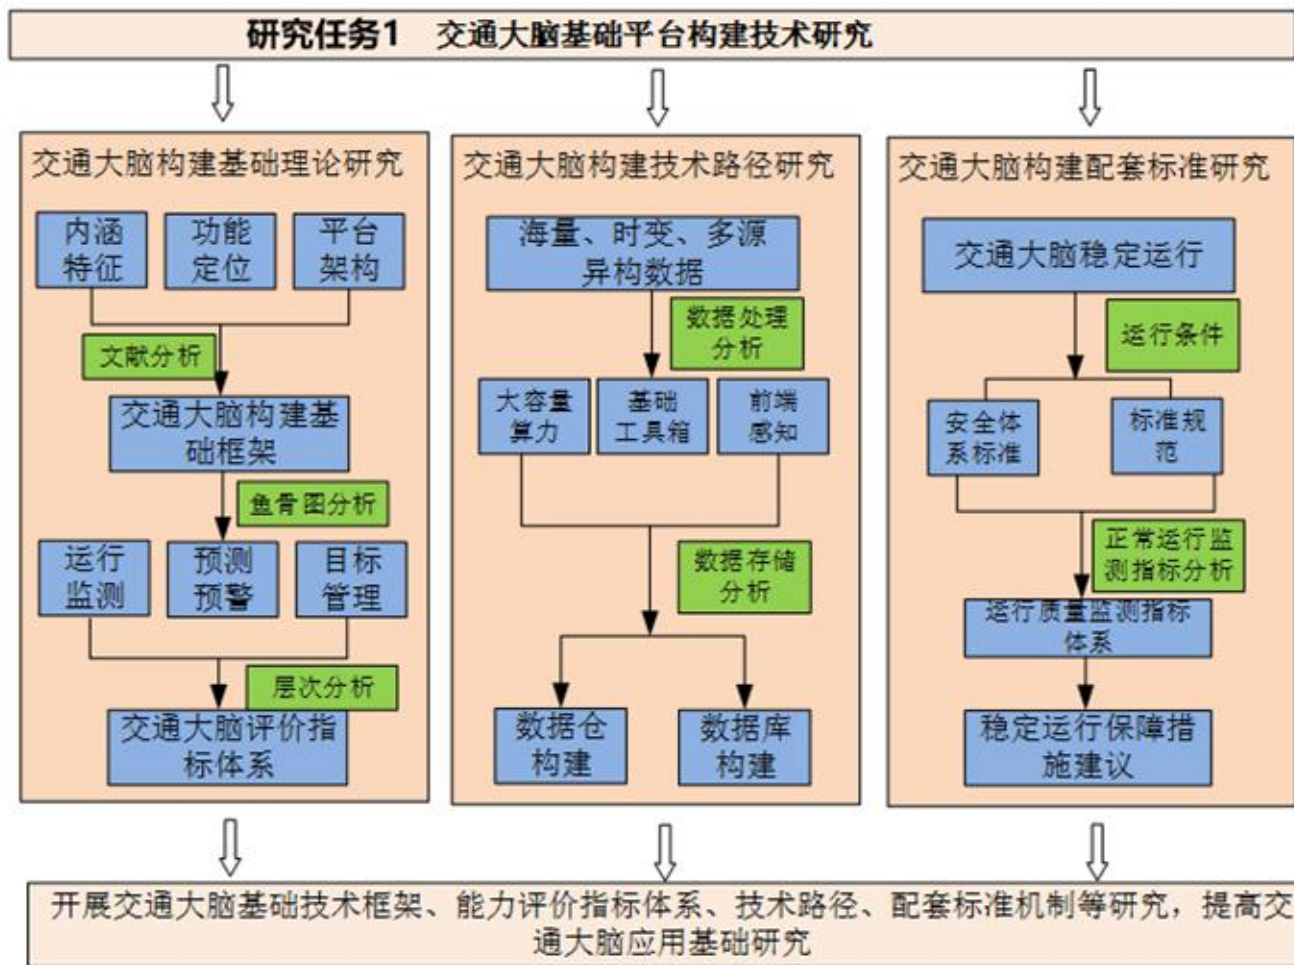 研究任务1 交通大脑基础平台构建技术研究
交通大脑构建基础理论研究
内涵
特征
功能
定位
平台
架构
文献分析
交通大脑构建基
础框架
鱼骨图分析
运行
监测
预测
预警
目标
管理
层次分析
交通大脑评价指
标体系
交通大脑构建技术路径研究
海量、时变、多源
异构数据
数据处理
分析
大容量
算力
基础
工具箱
前端
感知
数据存储
分析
数据仓
构建
数据库
构建
交通大脑构建配套标准研究
交通大脑稳定运行
运行条件
安全体
系标准
标准规
范
正常运行监
测指标分析
运行质量监测指标
体系
稳定运行保障措
施建议
开展交通大脑基础技术框架、能力评价指标体系、技术路径、配套标准机制等研究，提高交
通大脑应用基础研究